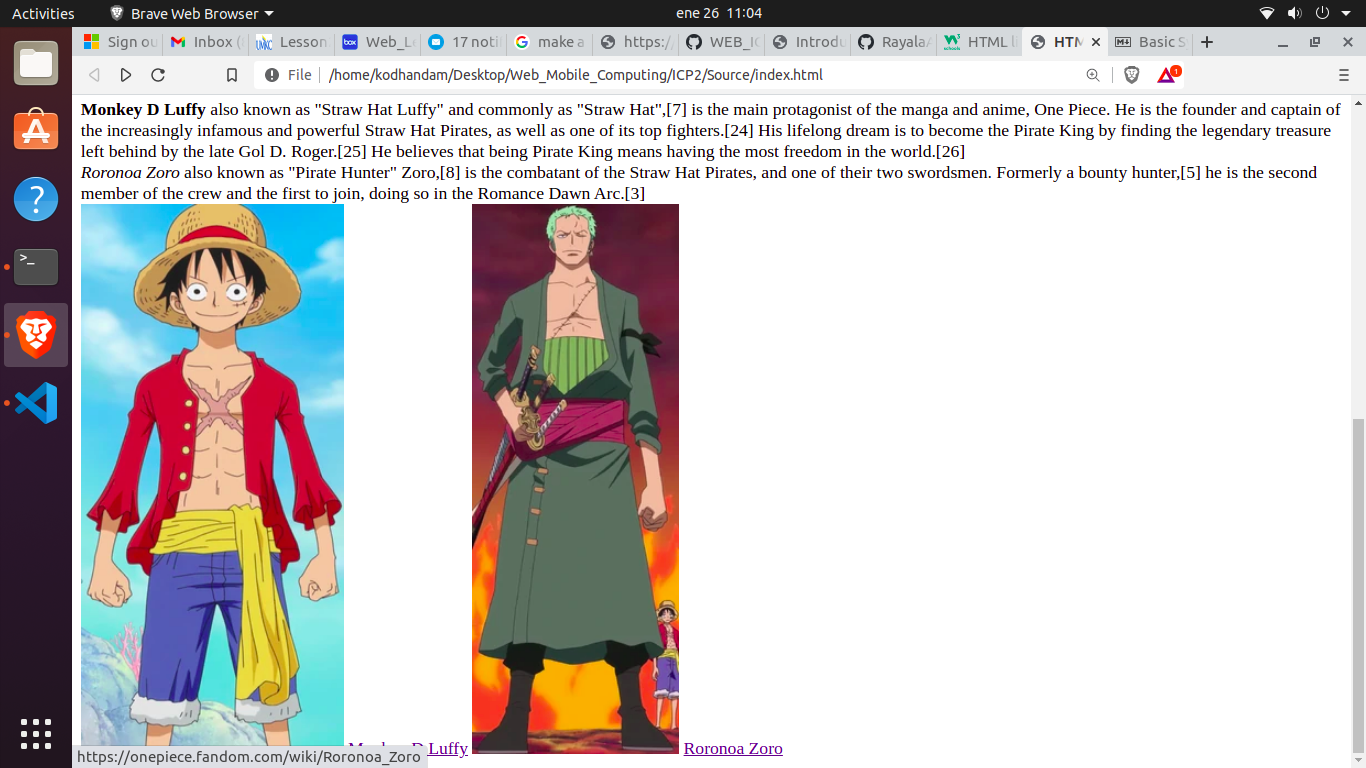 Activities Brave Web Browser ene 26 11:04
Sign ou Inbox ( Lesson Web_Le 17 noti make a https:/ WEB_IC Introdu RayalaA HTML li HTM Basic S
File /home/kodhandam/Desktop/Web_Mobile_Computing/ICP2/Source/index.html 1
Monkey D Luffy also known as "Straw Hat Luffy" and commonly as "Straw Hat",[7] is the main protagonist of the manga and anime, One Piece. He is the founder and captain of
the increasingly infamous and powerful Straw Hat Pirates, as well as one of its top fighters.[24] His lifelong dream is to become the Pirate King by finding the legendary treasure
left behind by the late Gol D. Roger.[25] He believes that being Pirate King means having the most freedom in the world.[26]
Roronoa Zoro also known as "Pirate Hunter" Zoro,[8] is the combatant of the Straw Hat Pirates, and one of their two swordsmen. Formerly a bounty hunter,[5] he is the second
member of the crew and the first to join, doing so in the Romance Dawn Arc.[3]
Monkey D Luffy Roronoa Zoro
https://onepiece.fandom.com/wiki/Roronoa_Zoro